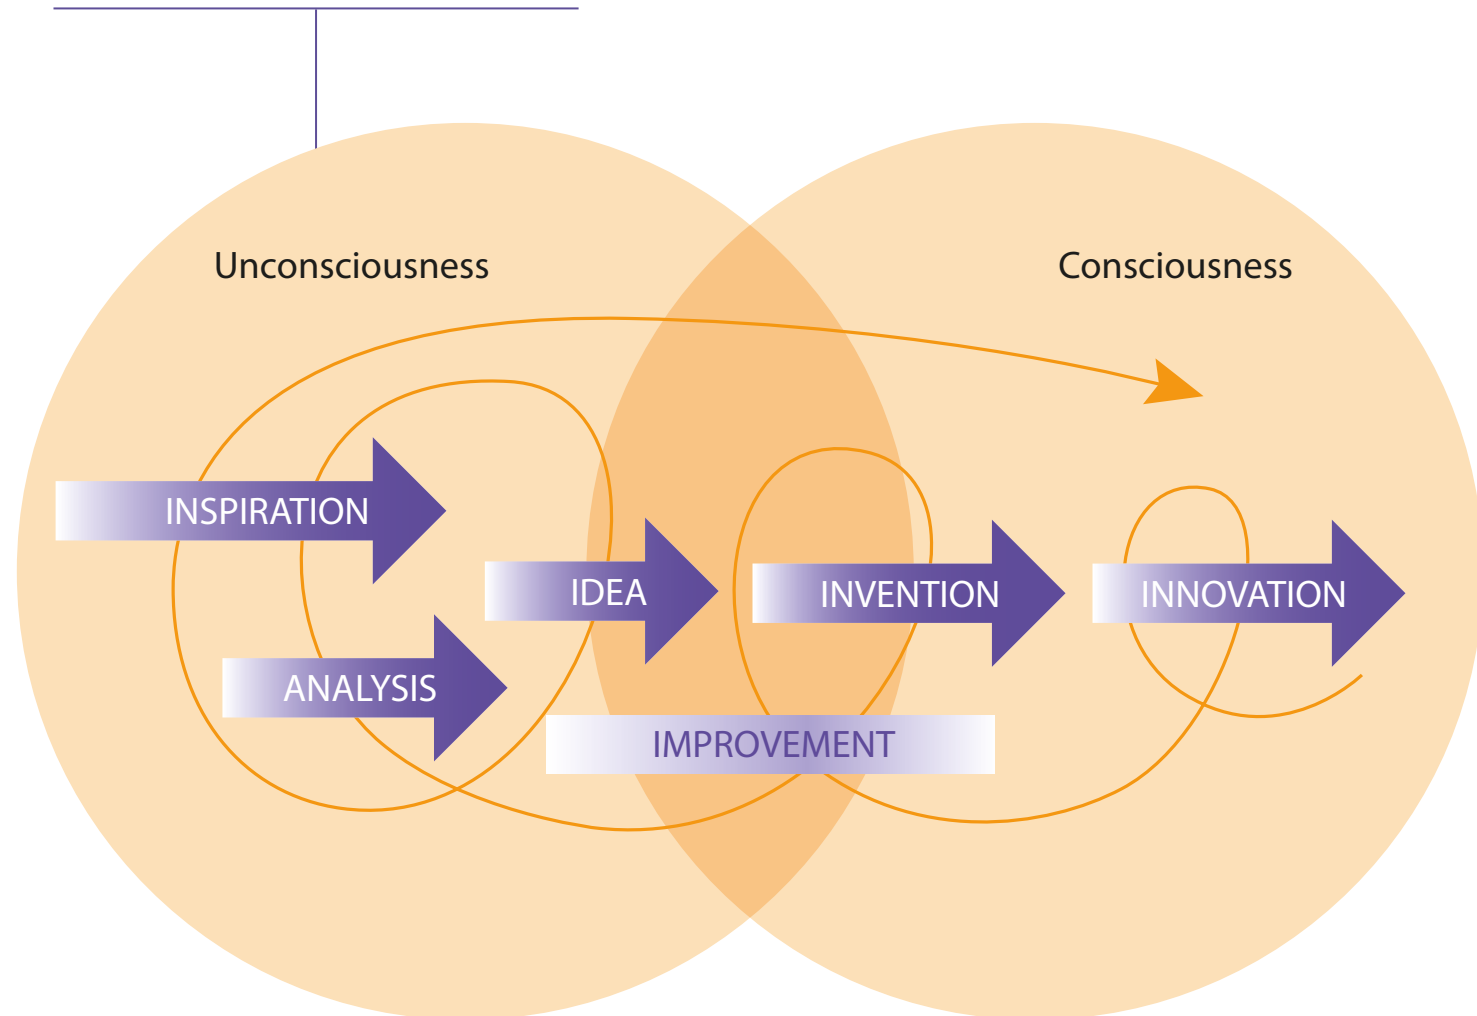 Unconsciousness
Consciousness
INSPIRATION
IDEA
INVENTION
INNOVATION
ANALYSIS
IMPROVEMENT